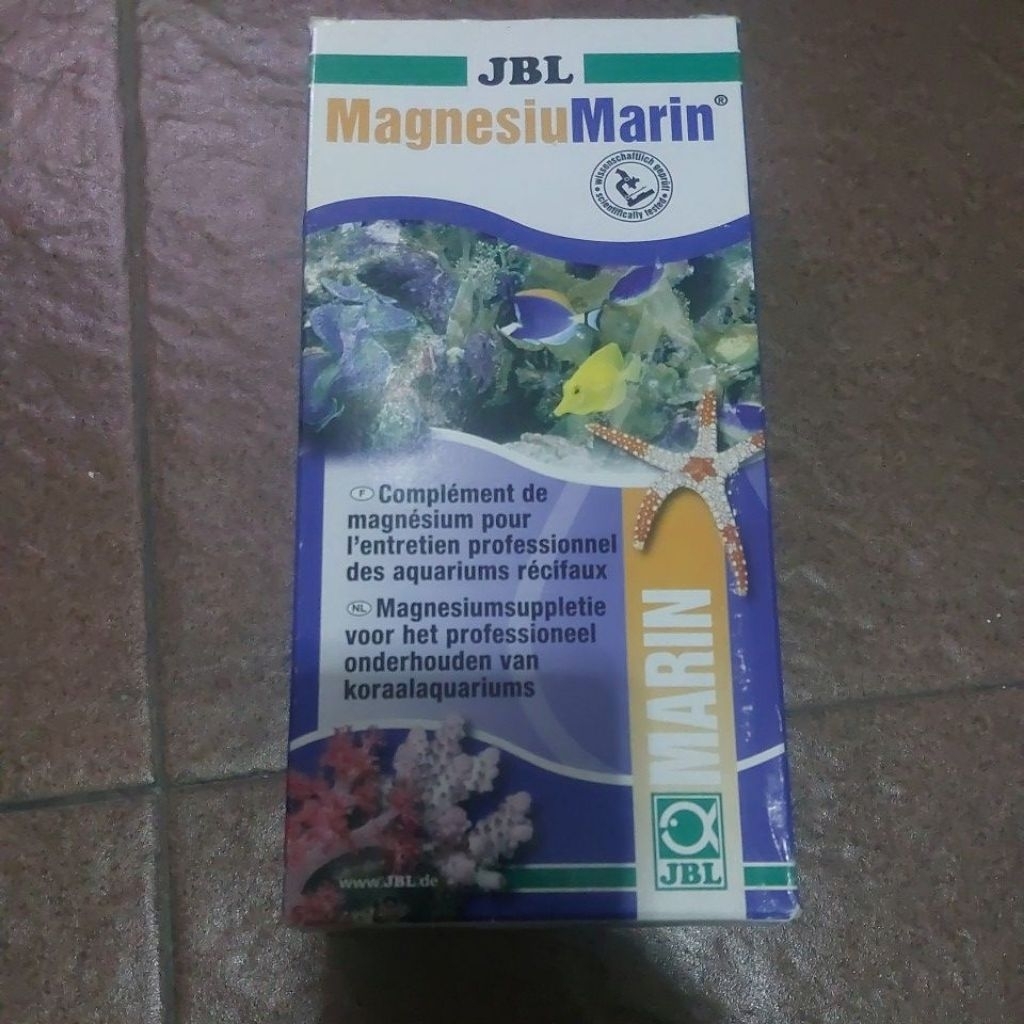 JBL
MagnesiuMarin®
wissenschaftlich geprüft
scientifically tested
F Complément de
magnésium pour
l'entretien professionnel
des aquariums récifaux
NL Magnesiumsuppletie
voor het professioneel
onderhouden van
koraalaquariums
MARIN
JBL
www.JBL.de